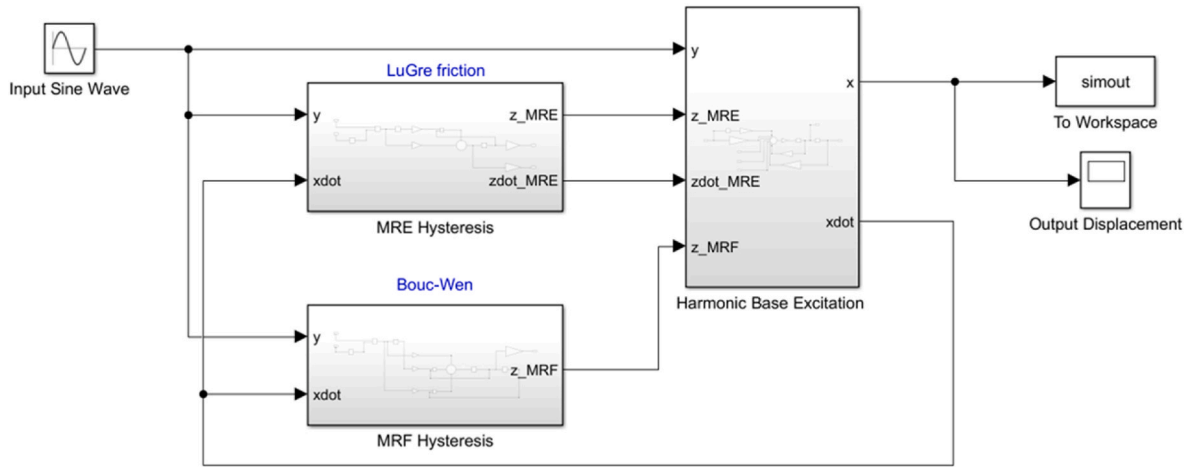 Input Sine Wave
LuGre friction
y
xdot
z_MRE
zdot_MRE
MRE Hysteresis
Bouc-Wen
y
xdot
z_MRF
MRF Hysteresis
y
z_MRE
zdot_MRE
z_MRF
x
xdot
Harmonic Base Excitation
simout
To Workspace
Output Displacement